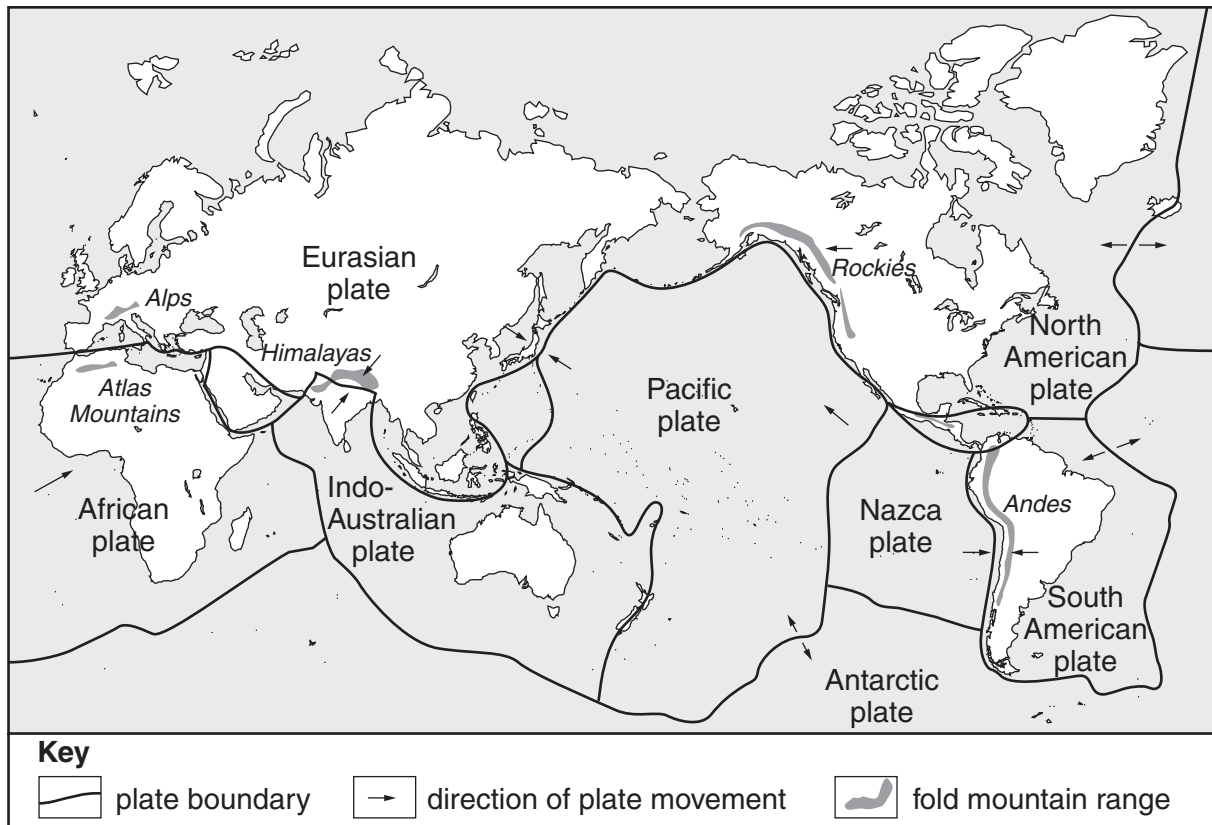 Eurasian
plate
Alps
Himalayas
Atlas
Mountains
African
plate
Indo-
Australian
plate
Pacific
plate
Rockies
North
American
plate
Nazca
plate
Andes
South
American
plate
Antarctic
plate
Key
plate boundary
direction of plate movement
fold mountain range